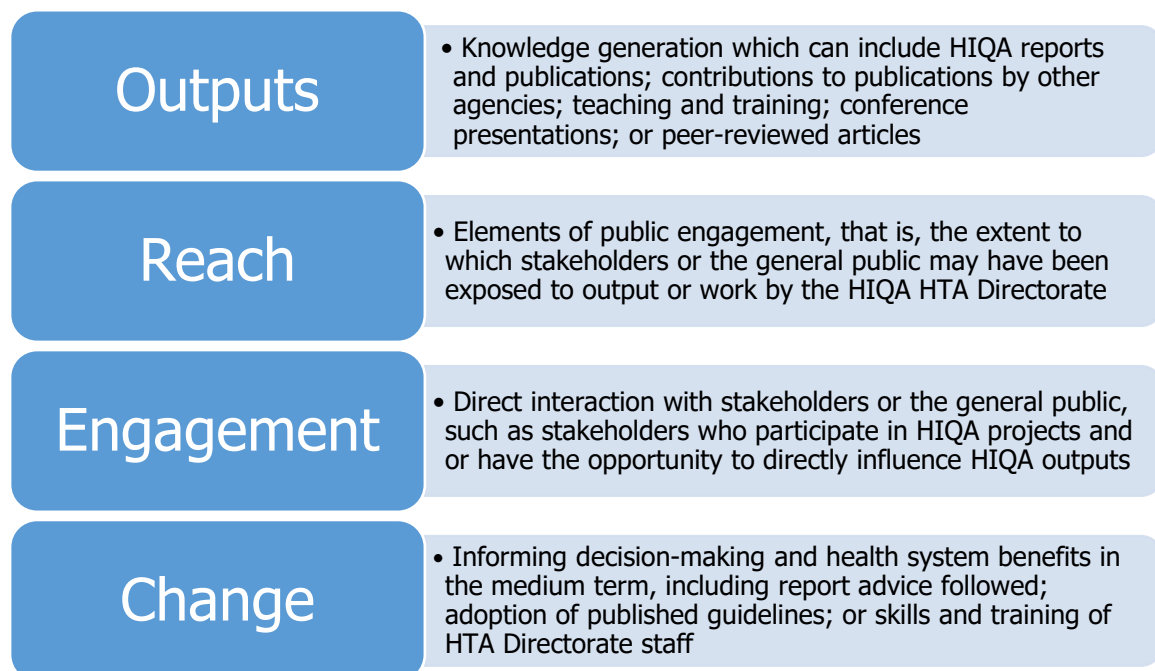 Outputs
• Knowledge generation which can include HIQA reports
and publications; contributions to publications by other
agencies; teaching and training; conference
presentations; or peer-reviewed articles
Reach
• Elements of public engagement, that is, the extent to
which stakeholders or the general public may have been
exposed to output or work by the HIQA HTA Directorate
Engagement
• Direct interaction with stakeholders or the general public,
such as stakeholders who participate in HIQA projects and
or have the opportunity to directly influence HIQA outputs
Change
• Informing decision-making and health system benefits in
the medium term, including report advice followed;
adoption of published guidelines; or skills and training of
HTA Directorate staff